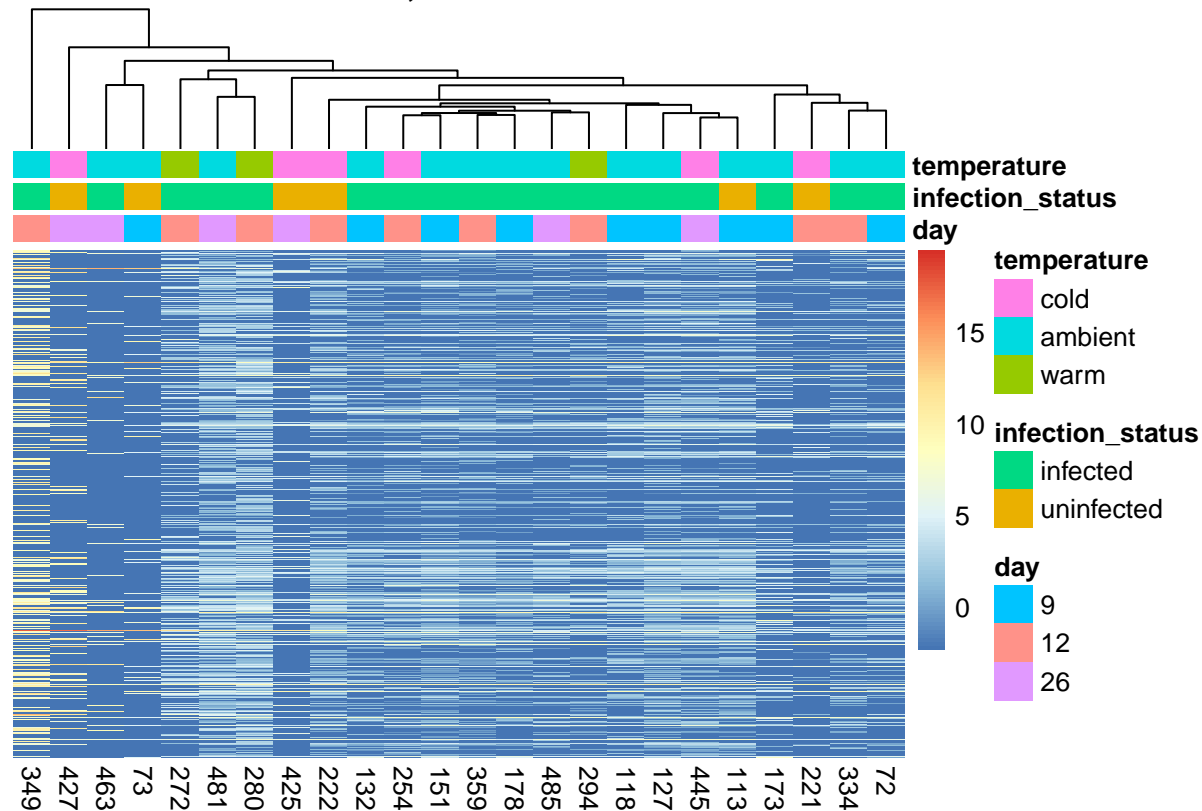 temperature
infection_status
day
15
10
5
0
temperature
cold
ambient
warm
infection_status
infected
uninfected
day
9
12
26
349 427 463 73 272 481 280 425 222 132 254 151 359 178 485 294 118 127 445 113 173 221 334 72